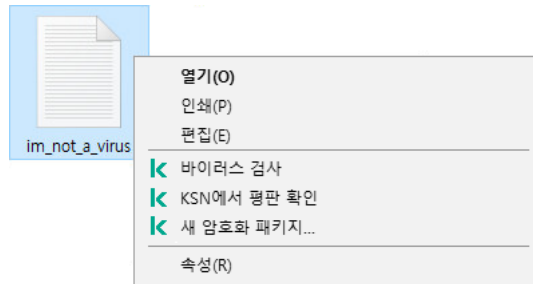 im_not_a_virus
열기(O)
인쇄(P)
편집(E)
바이러스 검사
KSN에서 평판 확인
새 암호화 패키지...
속성(R)